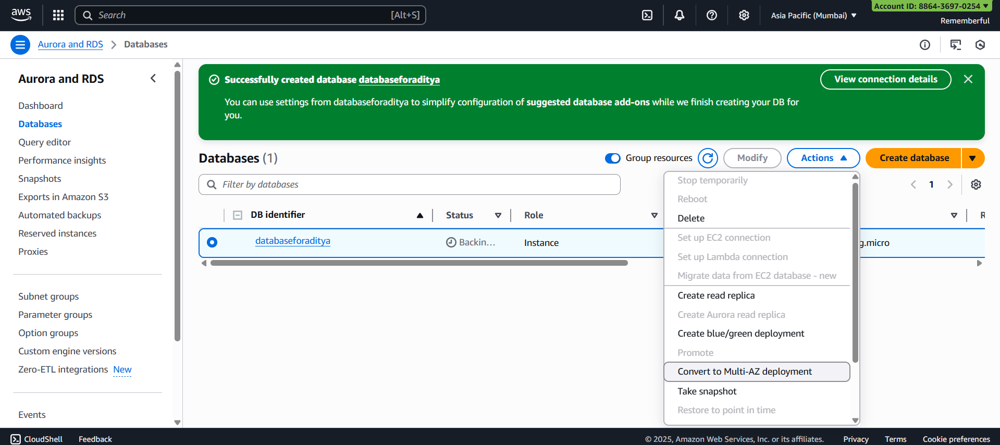 aws
Search [Alt+S]
Asia Pacific (Mumbai)
Account ID: 8864-3697-0254
Rememberful
Aurora and RDS
Databases
Aurora and RDS
Dashboard
Databases
Query editor
Performance insights
Snapshots
Exports in Amazon S3
Automated backups
Reserved instances
Proxies
Subnet groups
Parameter groups
Option groups
Custom engine versions
Zero-ETL integrations New
Events
Successfully created database databaseforaditya
View connection details
You can use settings from databaseforaditya to simplify configuration of suggested database add-ons while we finish creating your DB for
you.
Databases (1)
Group resources
Modify
Actions
Create database
Filter by databases
1
DB identifier
Status
Role
R
databaseforaditya
Backin...
Instance
g.micro
Stop temporarily
Reboot
Delete
Set up EC2 connection
Set up Lambda connection
Migrate data from EC2 database - new
Create read replica
Create Aurora read replica
Create blue/green deployment
Promote
Convert to Multi-AZ deployment
Take snapshot
Restore to point in time
CloudShell
Feedback
© 2025, Amazon Web Services, Inc. or its affiliates.
Privacy
Terms
Cookie preferences